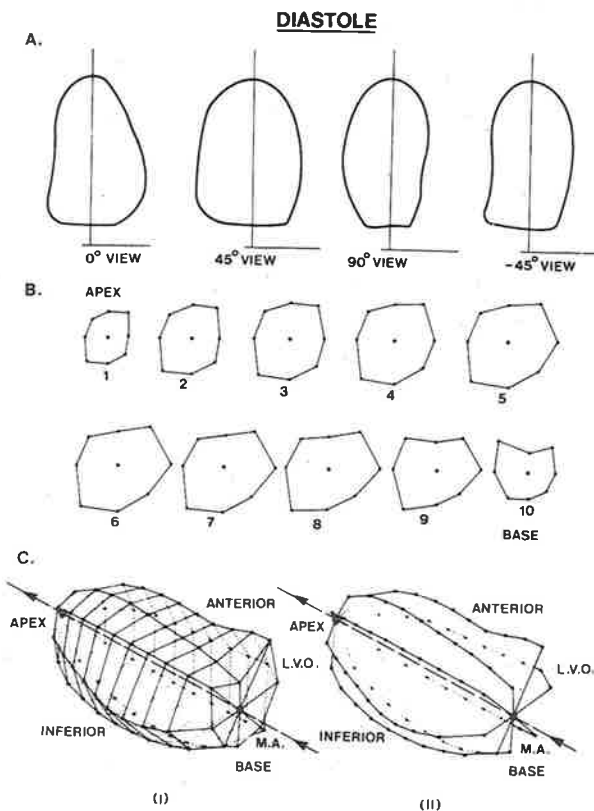 DIASTOLE
A.
0° VIEW 45° VIEW 90° VIEW -45° VIEW
B.
APEX
1 2 3 4 5
6 7 8 9 10
BASE
C.
ANTERIOR ANTERIOR
APEX APEX
L.V.O. L.V.O.
INFERIOR INFERIOR
M.A. M.A.
BASE BASE
(I) (II)